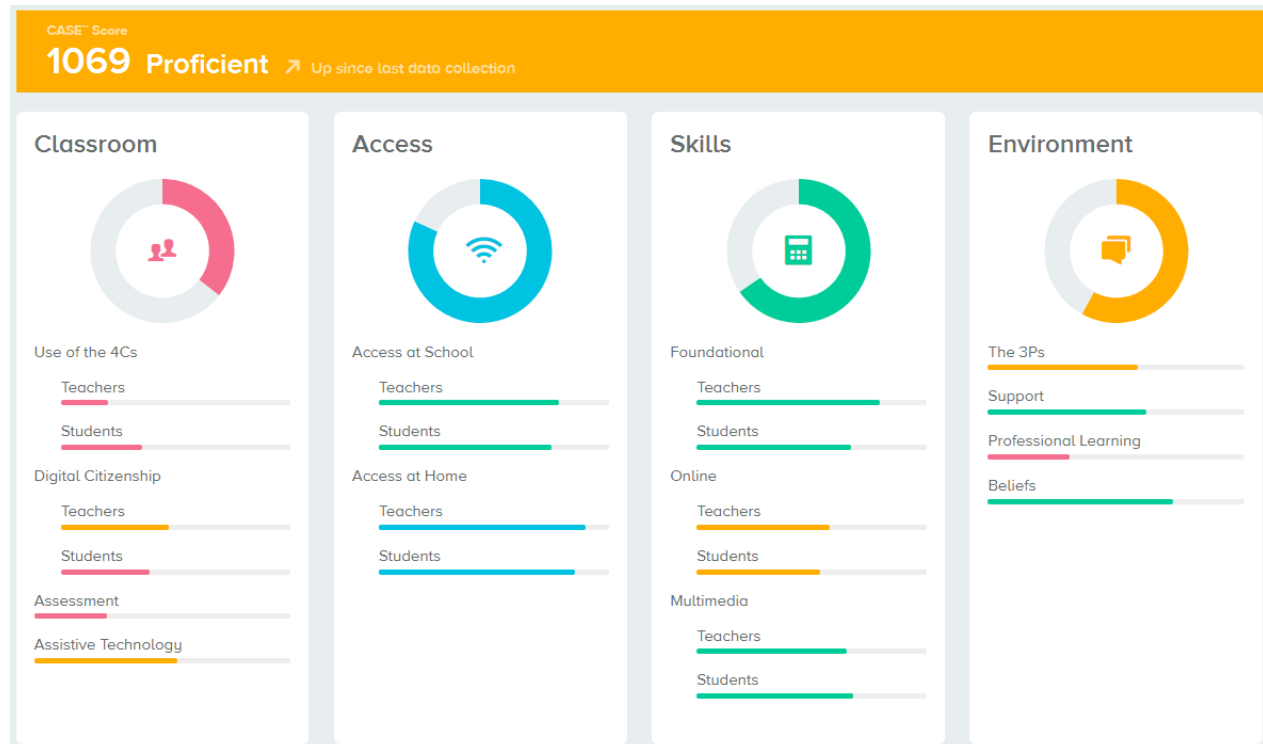 CASE™ Score
1069 Proficient Up since last data collection
Classroom
Use of the 4Cs
Teachers
Students
Digital Citizenship
Teachers
Students
Assessment
Assistive Technology
Access
Access at School
Teachers
Students
Access at Home
Teachers
Students
Skills
Foundational
Teachers
Students
Online
Teachers
Students
Multimedia
Teachers
Students
Environment
The 3Ps
Support
Professional Learning
Beliefs